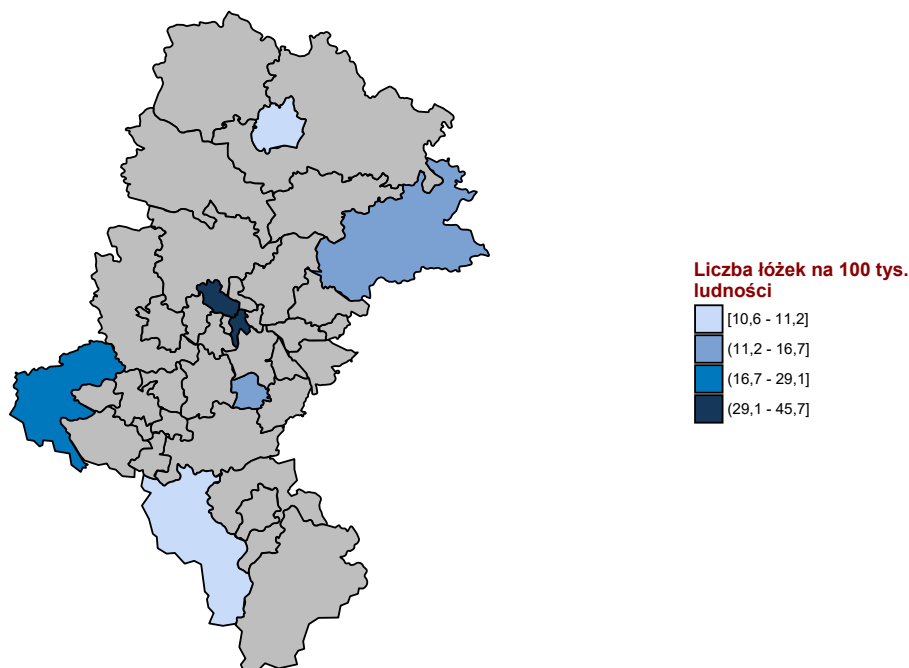 Liczba łóżek na 100 tys.
ludności
[10,6 - 11,2]
(11,2 - 16,7]
(16,7 - 29,1]
(29,1 - 45,7]